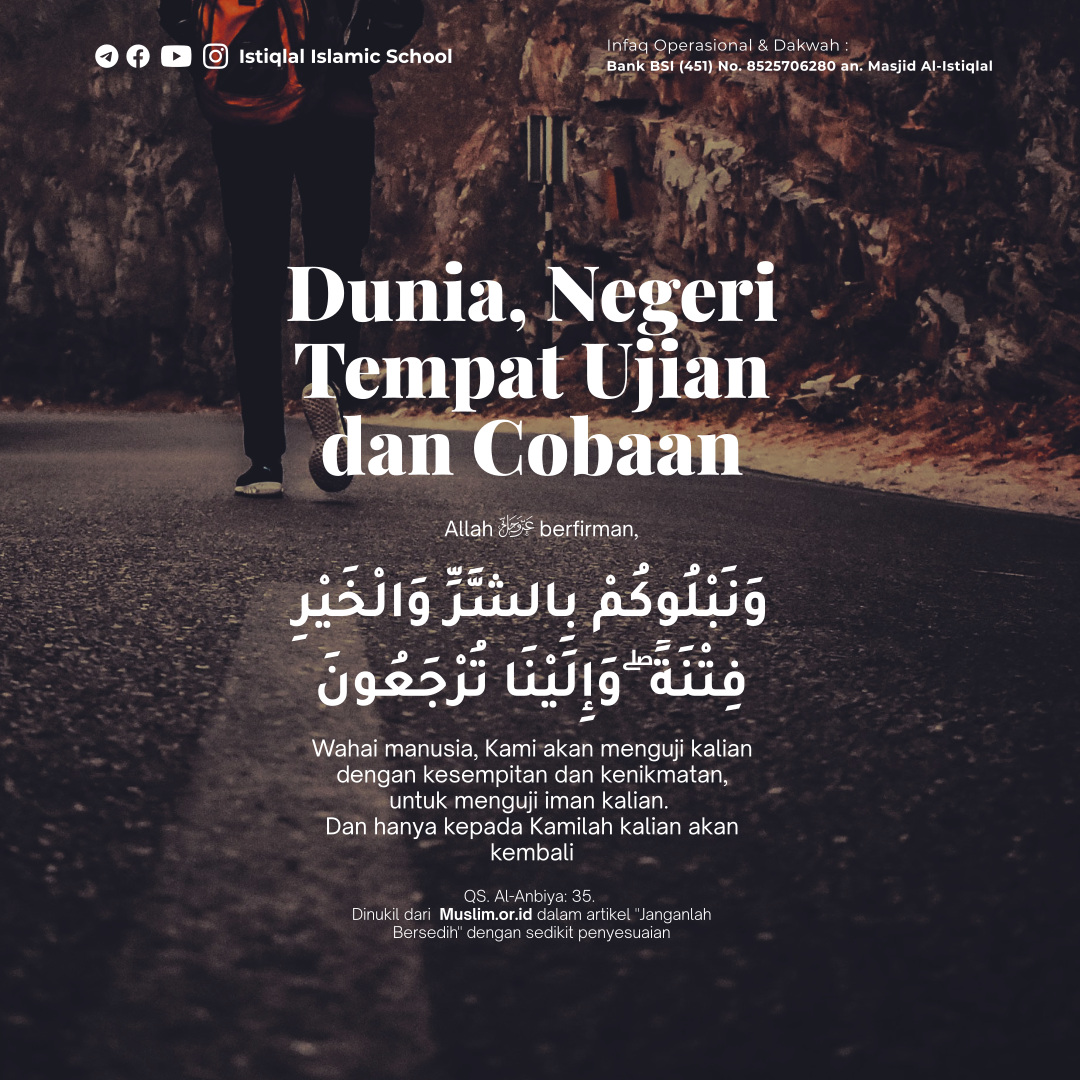 Istiqlal Islamic School
Infaq Operasional & Dakwah :
Bank BSI (451) No. 8525706280 an. Masjid Al-Istiqlal
Dunia, Negeri
Tempat Ujian
dan Cobaan
Allah عَزَّوَجَلَّ berfirman,
وَنَبْلُوكُمْ بِالشَّرِّ وَالْخَيْرِ
فِتْنَةً ۖ وَإِلَيْنَا تُرْجَعُونَ
Wahai manusia, Kami akan menguji kalian
dengan kesempitan dan kenikmatan,
untuk menguji iman kalian.
Dan hanya kepada Kamilah kalian akan
kembali
QS. Al-Anbiya: 35.
Dinukil dari Muslim.or.id dalam artikel "Janganlah
Bersedih" dengan sedikit penyesuaian